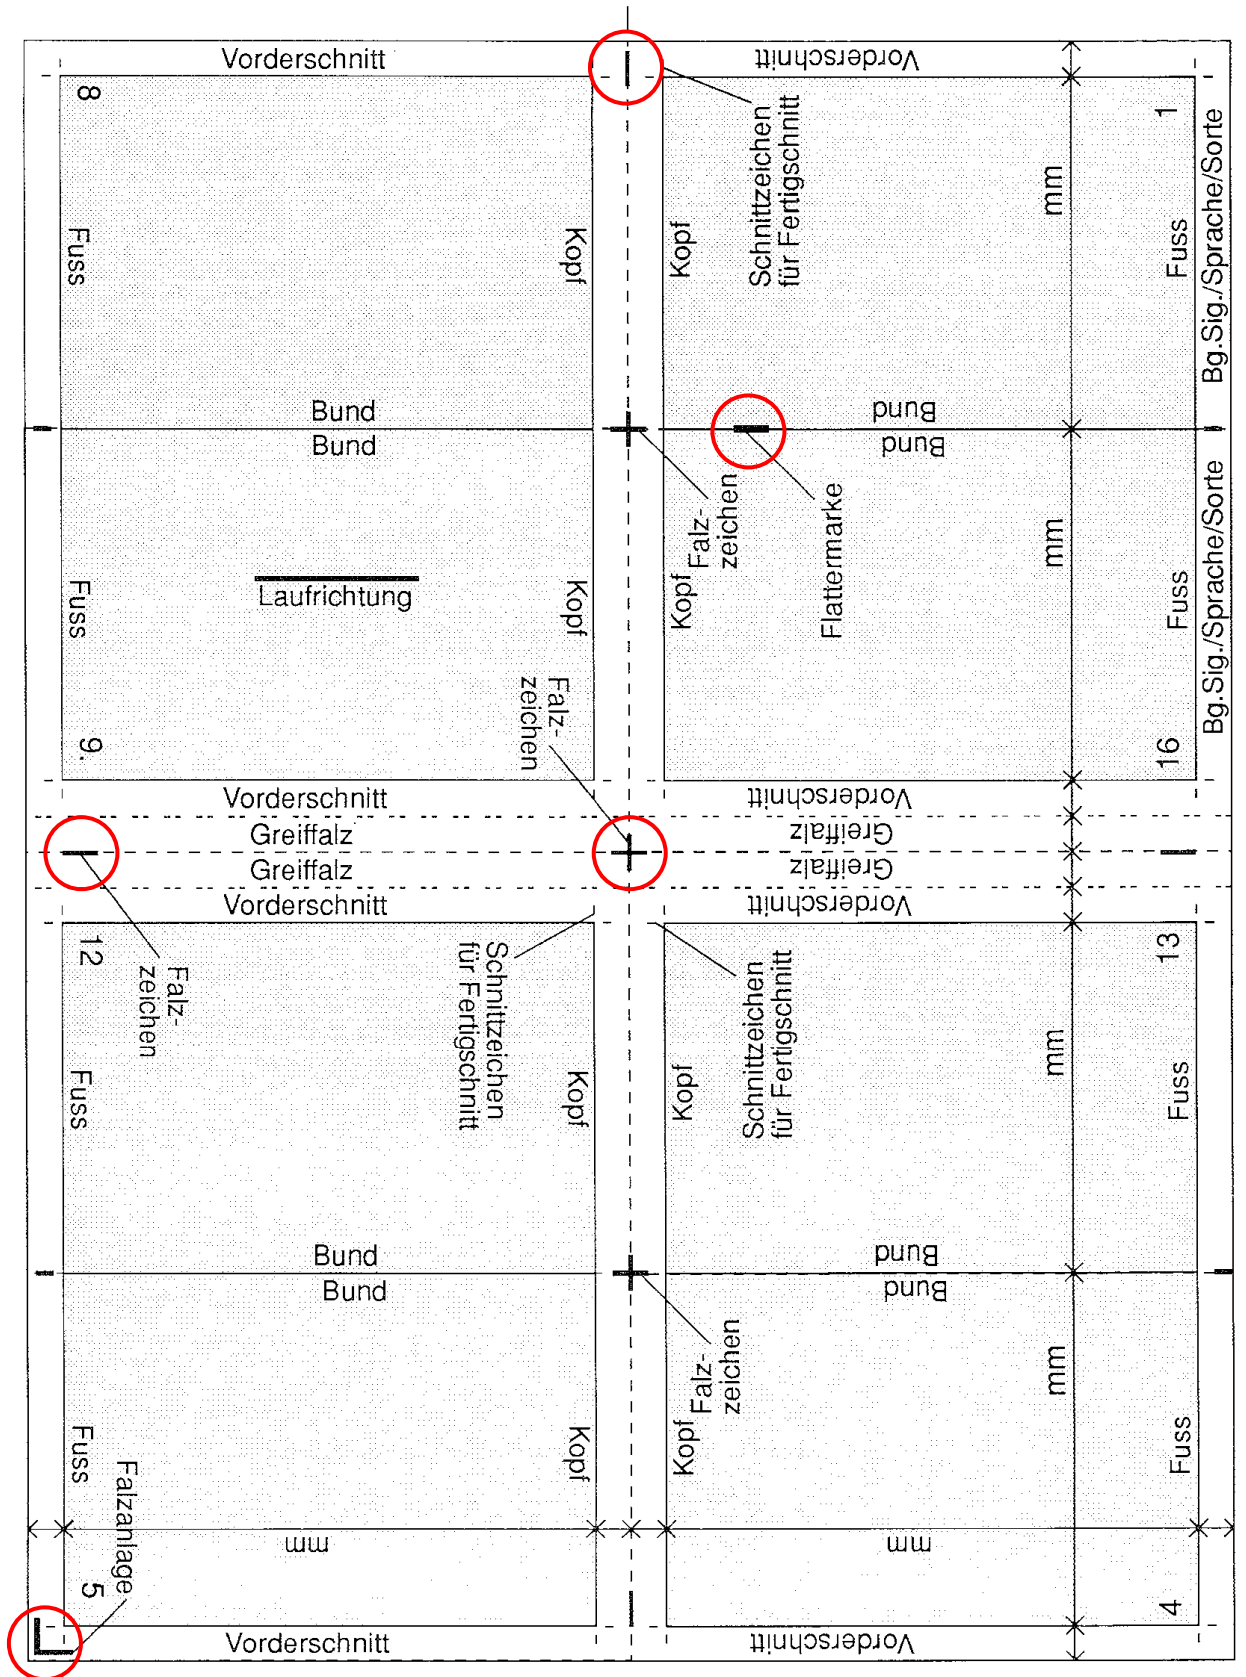 Vorderschnitt
Vorderschnitt
8
1
Schnittzeichen
für Fertigschnitt
mm
Fuss
Kopf
Kopf
Fuss
Bg.Sig./Sprache/Sorte
Bund
Bund
Bund
Bund
Falz-
zeichen
Flattermarke
mm
Fuss
Laufrichtung
Kopf
Kopf
Fuss
Bg.Sig./Sprache/Sorte
Falz-
zeichen
9.
16
Vorderschnitt
Vorderschnitt
Greiffalz
Greiffalz
Greiffalz
Greiffalz
Vorderschnitt
Vorderschnitt
12
13
Falz-
zeichen
Schnittzeichen
für Fertigschnitt
Schnittzeichen
für Fertigschnitt
mm
Fuss
Kopf
Kopf
Fuss
Bund
Bund
Bund
Bund
Falz-
zeichen
mm
Fuss
Kopf
Kopf
Fuss
Falzanlage
mm
mm
5
4
Vorderschnitt
Vorderschnitt